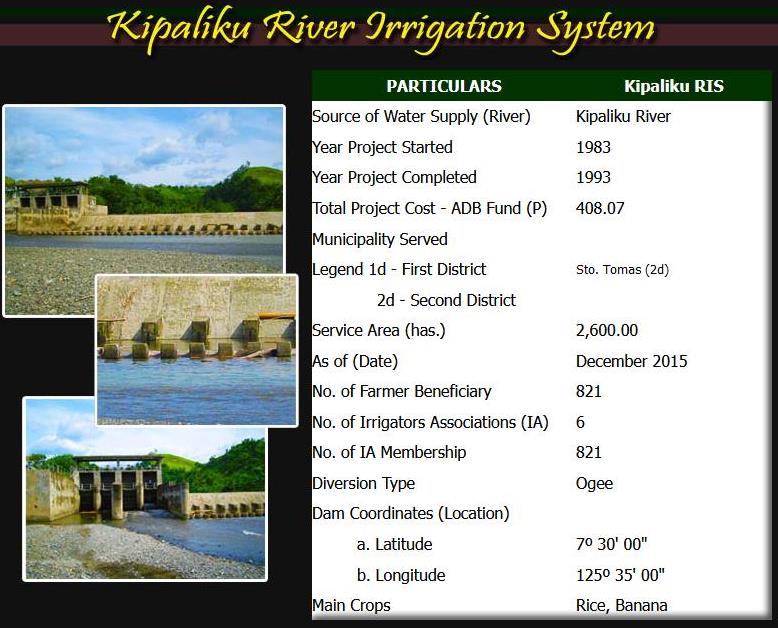 Kipaliku River Irrigation System
PARTICULARS Kipaliku RIS
Source of Water Supply (River) Kipaliku River
Year Project Started 1983
Year Project Completed 1993
Total Project Cost - ADB Fund (P) 408.07
Municipality Served
Legend 1d - First District Sto. Tomas (2d)
2d - Second District
Service Area (has.) 2,600.00
As of (Date) December 2015
No. of Farmer Beneficiary 821
No. of Irrigators Associations (IA) 6
No. of IA Membership 821
Diversion Type Ogee
Dam Coordinates (Location)
a. Latitude 7º 30' 00"
b. Longitude 125º 35' 00"
Main Crops Rice, Banana